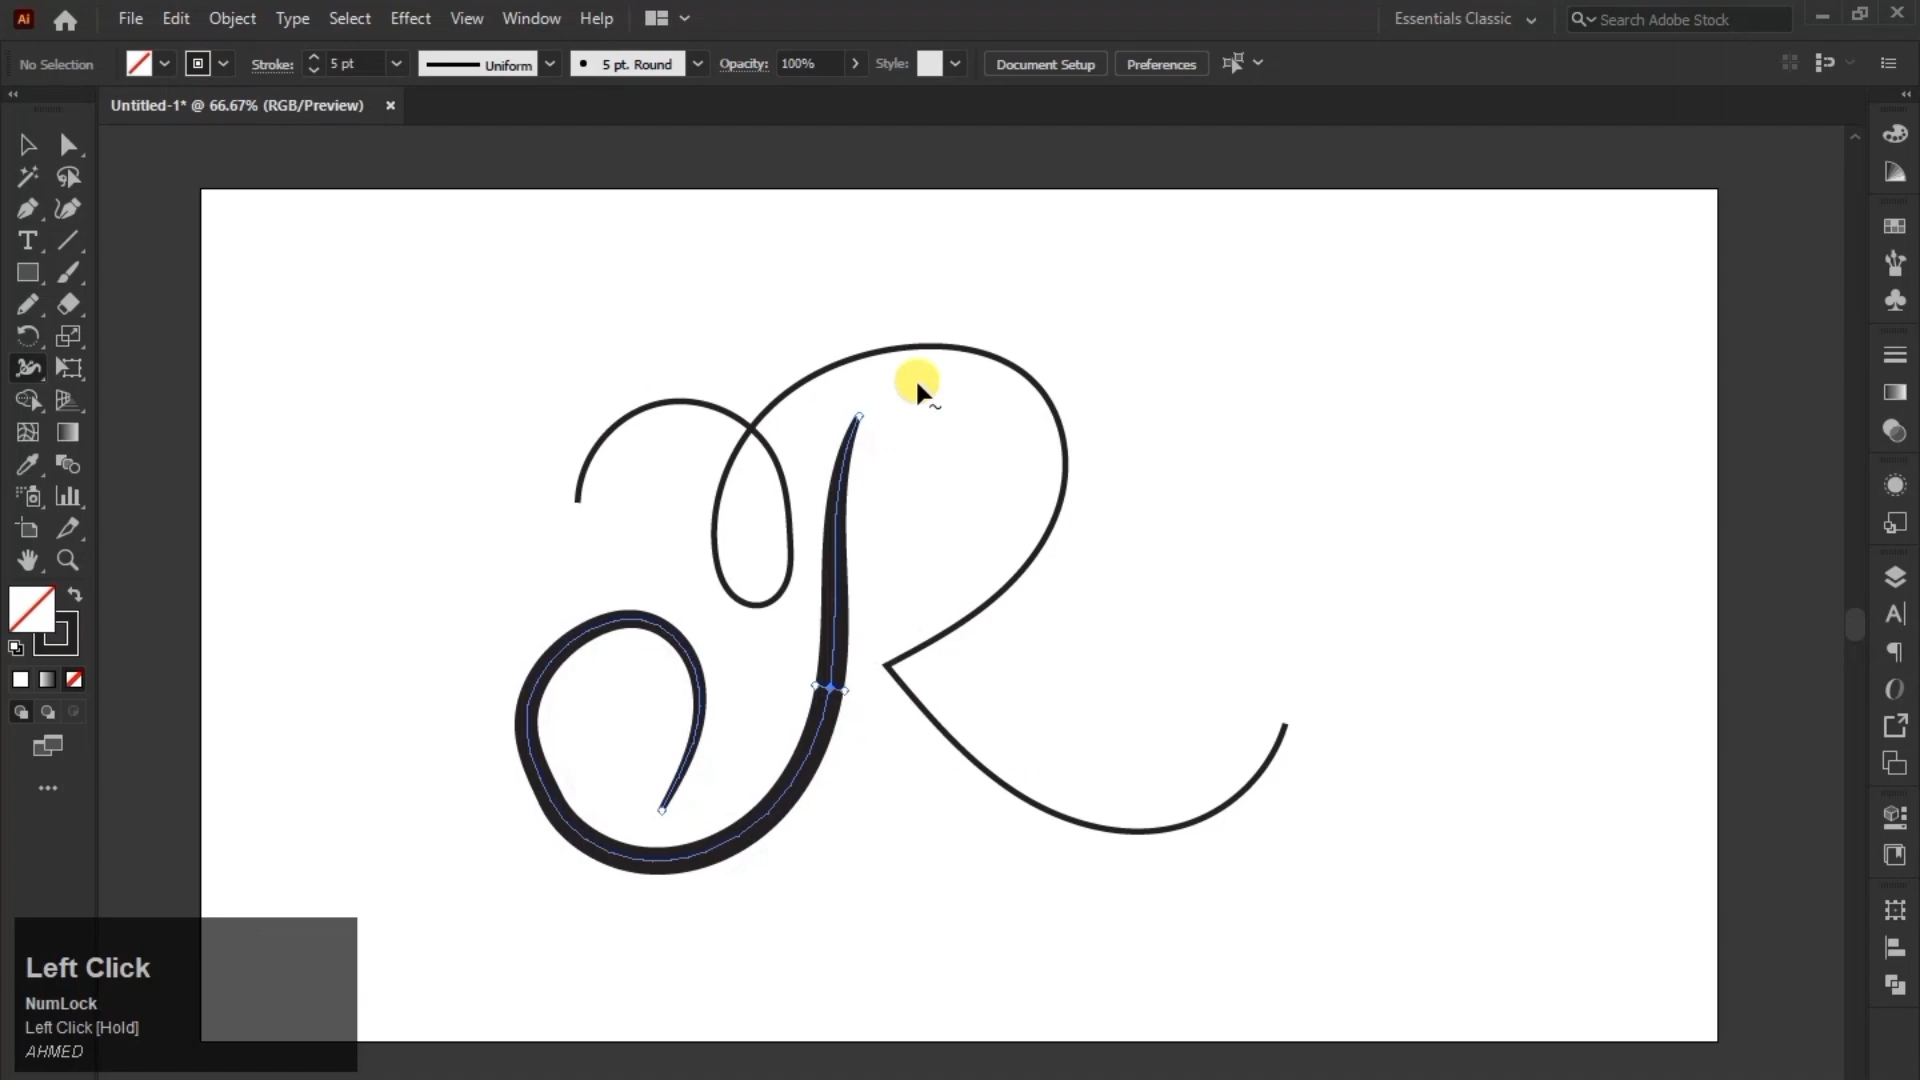 Ai File Edit Object Type Select Effect View Window Help Essentials Classic Search Adobe Stock
No Selection Stroke: 5 pt Uniform 5 pt. Round Opacity: 100% Style: Document Setup Preferences
Untitled-1* @ 66.67% (RGB/Preview)
R
Left Click
NumLock
Left Click [Hold]
AHMED